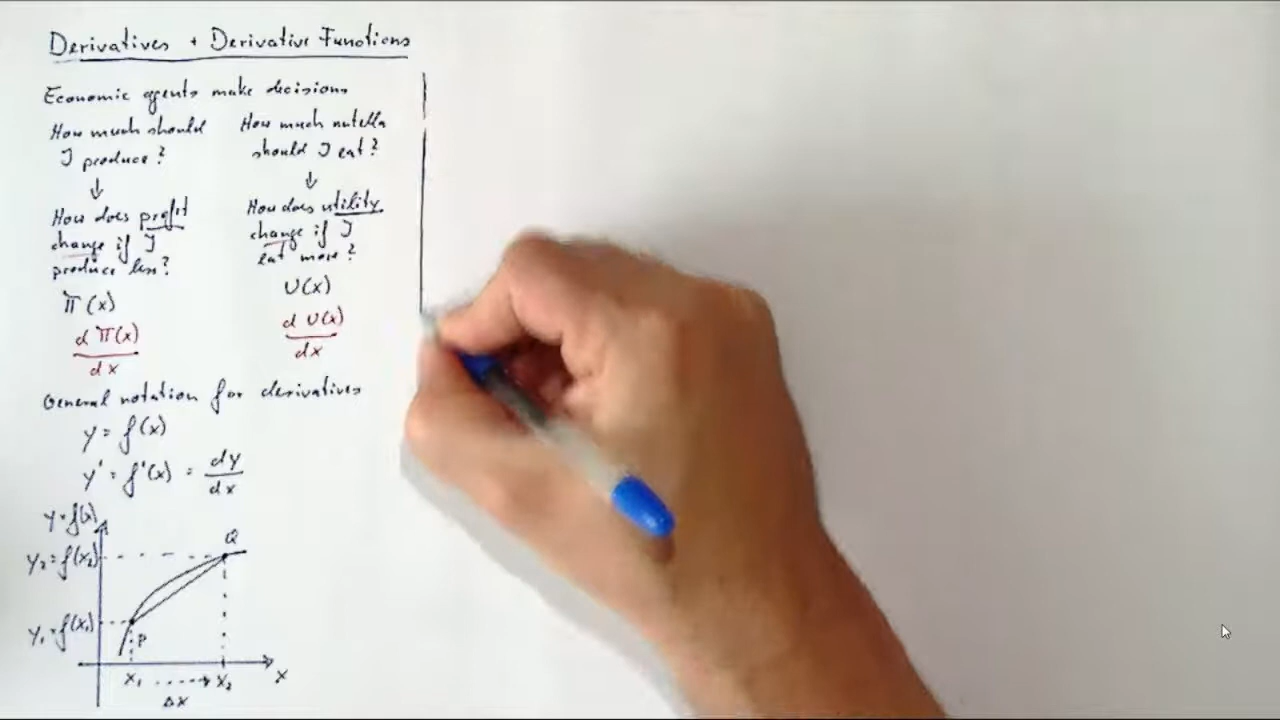 Derivatives + Derivative Functions
Economic agents make decisions
How much should
I produce?
↓
How does profit
change if I
produce less?
π(x)
d π(x)
dx
How much nutella
should I eat?
↓
How does utility
change if I
eat more?
U(x)
d U(x)
dx
General notation for derivatives
y = f(x)
y' = f'(x) = dy
dx
y=f(x)
Q
y₂=f(x₂)
y₁=f(x₁)
P
x₁ x₂ x
Δx